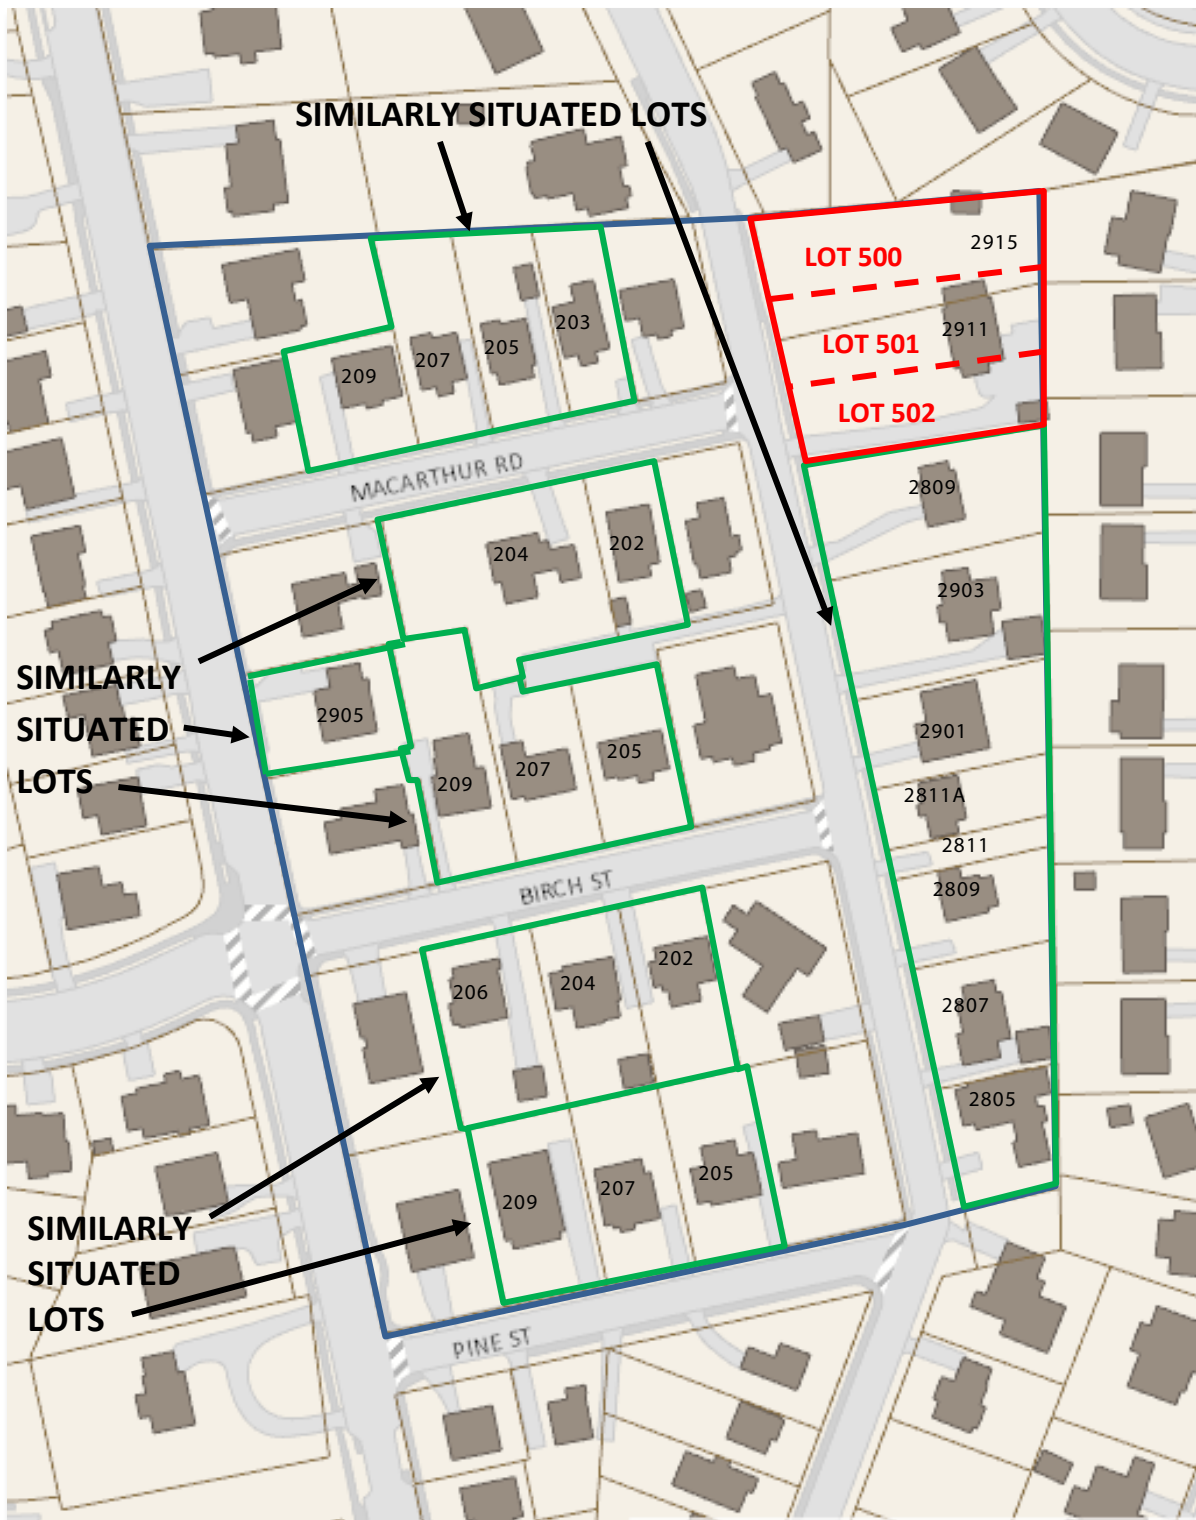 SIMILARLY SITUATED LOTS
2915
LOT 500
203
2911
205
LOT 501
207
209
LOT 502
MACARTHUR RD
2809
202
204
2903
SIMILARLY
SITUATED
LOTS
2905
2901
205
207
209
2811A
2811
BIRCH ST
2809
202
204
206
2807
2805
205
207
209
SIMILARLY
SITUATED
LOTS
PINE ST